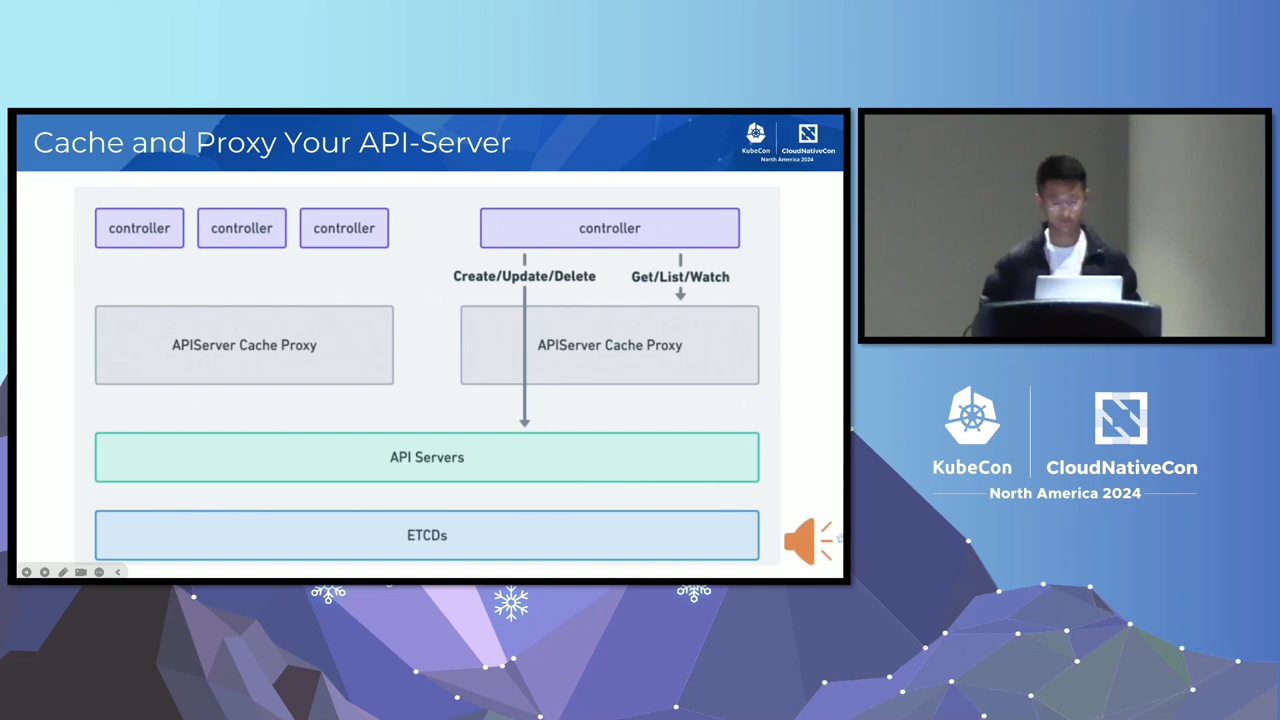 Cache and Proxy Your API-Server
KubeCon
CloudNativeCon
North America 2024
controller
controller
controller
controller
Create/Update/Delete
Get/List/Watch
APIServer Cache Proxy
APIServer Cache Proxy
API Servers
ETCDs
KubeCon
CloudNativeCon
North America 2024